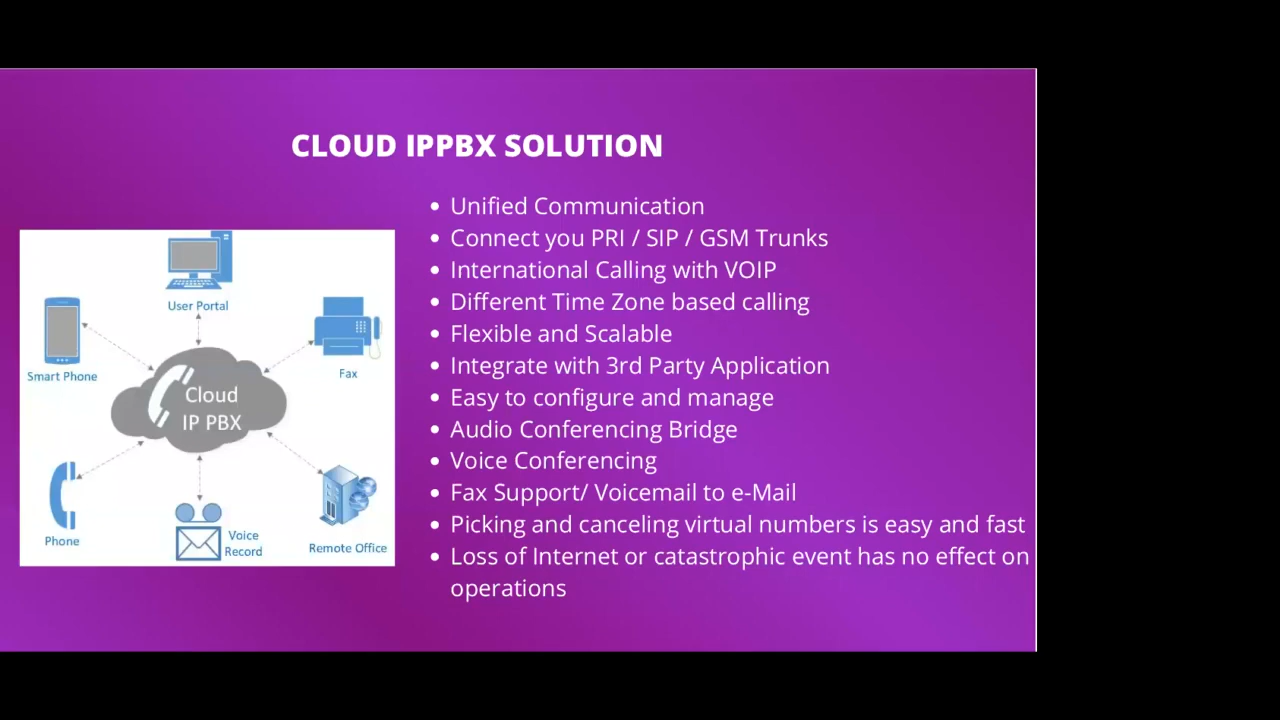 CLOUD IPPBX SOLUTION
User Portal
Smart Phone
Fax
Cloud
IP PBX
Phone
Voice
Record
Remote Office
• Unified Communication
• Connect you PRI / SIP / GSM Trunks
• International Calling with VOIP
• Different Time Zone based calling
• Flexible and Scalable
• Integrate with 3rd Party Application
• Easy to configure and manage
• Audio Conferencing Bridge
• Voice Conferencing
• Fax Support/ Voicemail to e-Mail
• Picking and canceling virtual numbers is easy and fast
• Loss of Internet or catastrophic event has no effect on
operations